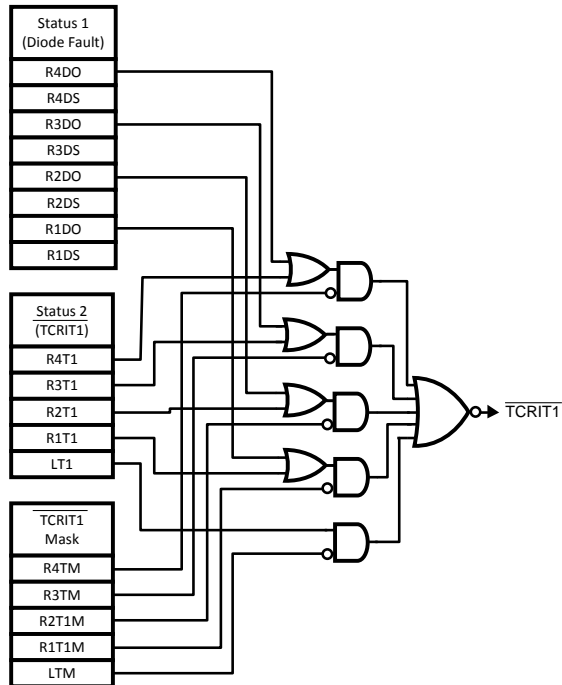 Status 1
(Diode Fault)
R4DO
R4DS
R3DO
R3DS
R2DO
R2DS
R1DO
R1DS
Status 2
(TCRIT1)
R4T1
R3T1
R2T1
R1T1
LT1
TCRIT1
Mask
R4TM
R3TM
R2T1M
R1T1M
LTM
TCRIT1